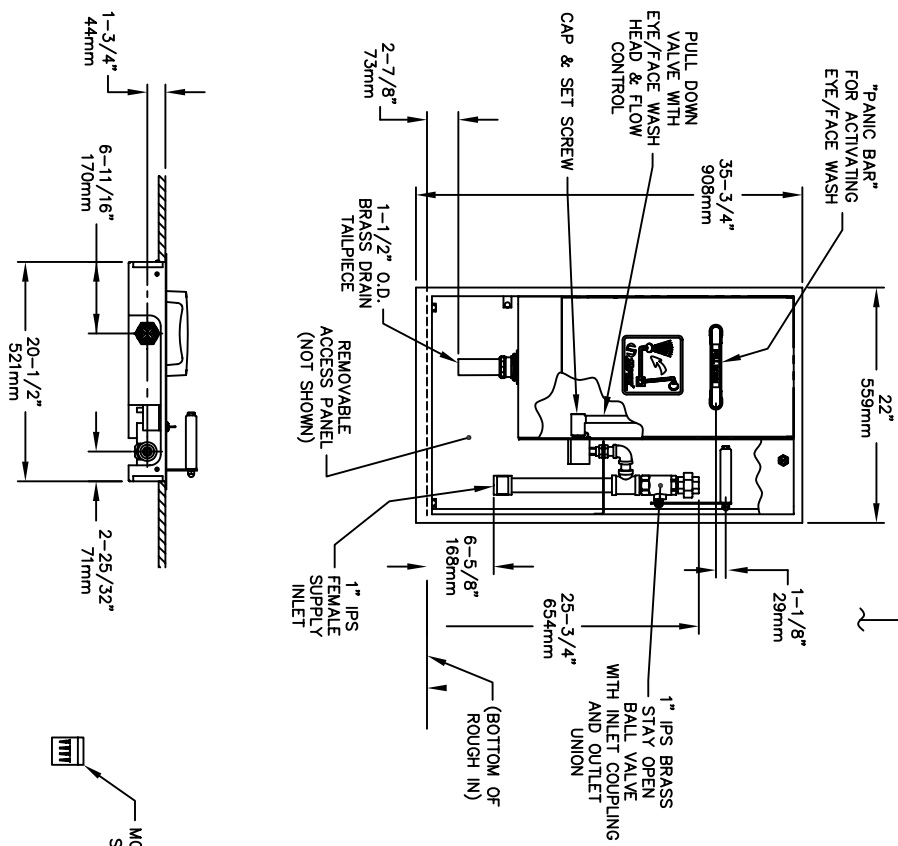 "PANIC BAR"
FOR ACTIVATING
EYE/FACE WASH
PULL DOWN
VALVE WITH
EYE/FACE WASH
HEAD & FLOW
CONTROL
CAP & SET SCREW
2-7/8"
73mm
35-3/4"
908mm
22"
559mm
1-1/8"
29mm
1-1/2" O.D.
BRASS DRAIN
TAILPIECE
REMOVABLE
ACCESS PANEL
(NOT SHOWN)
1" IPS
FEMALE
SUPPLY
INLET
6-5/8"
168mm
25-3/4"
654mm
1" IPS BRASS
STAY OPEN
BALL VALVE
WITH INLET COUPLING
AND OUTLET
UNION
(BOTTOM OF
ROUGH IN)
1-3/4"
44mm
6-11/16"
170mm
20-1/2"
521mm
2-25/32"
71mm
MO
S